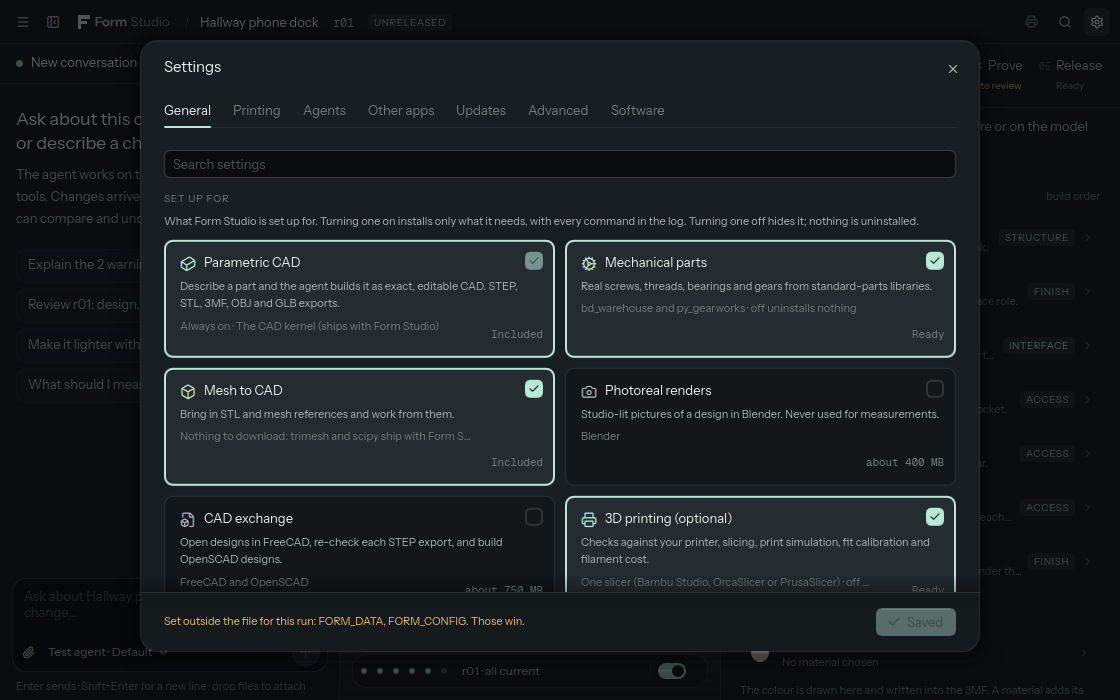 Form Studio / Hallway phone dock r01 UNRELEASED
New conversation
Prove
Release
to review
Ready
Ask about this c
or describe a ch
The agent works on t
tools. Changes arrive
can compare and und
Explain the 2 warni
Review r01: design,
Make it lighter with
What should I mea
re or on the model
build order
STRUCTURE
k.
FINISH
ace role.
INTERFACE
t…
ACCESS
ocket.
ACCESS
ur.
ACCESS
each…
FINISH
nder th…
Settings
General Printing Agents Other apps Updates Advanced Software
Search settings
SET UP FOR
What Form Studio is set up for. Turning one on installs only what it needs, with every command in the log. Turning one off hides it; nothing is uninstalled.
Parametric CAD
Describe a part and the agent builds it as exact, editable CAD. STEP,
STL, 3MF, OBJ and GLB exports.
Always on · The CAD kernel (ships with Form Studio)
Included
Mechanical parts
Real screws, threads, bearings and gears from standard-parts libraries.
bd_warehouse and py_gearworks · off uninstalls nothing
Ready
Mesh to CAD
Bring in STL and mesh references and work from them.
Nothing to download: trimesh and scipy ship with Form S…
Included
Photoreal renders
Studio-lit pictures of a design in Blender. Never used for measurements.
Blender
about 400 MB
CAD exchange
Open designs in FreeCAD, re-check each STEP export, and build
OpenSCAD designs.
FreeCAD and OpenSCAD
about 750 MB
3D printing (optional)
Checks against your printer, slicing, print simulation, fit calibration and
filament cost.
One slicer (Bambu Studio, OrcaSlicer or PrusaSlicer) · off …
Ready
Set outside the file for this run: FORM_DATA, FORM_CONFIG. Those win.
Saved
Ask about Hallway p
change…
Test agent · Default
Enter sends · Shift+Enter for a new line · drop files to attach
r01 · all current
No material chosen
The colour is drawn here and written into the 3MF. A material adds its